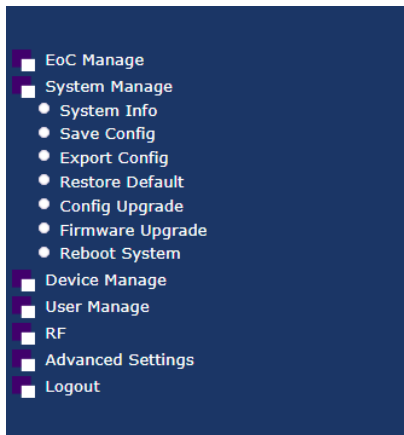 EoC Manage
System Manage
System Info
Save Config
Export Config
Restore Default
Config Upgrade
Firmware Upgrade
Reboot System
Device Manage
User Manage
RF
Advanced Settings
Logout